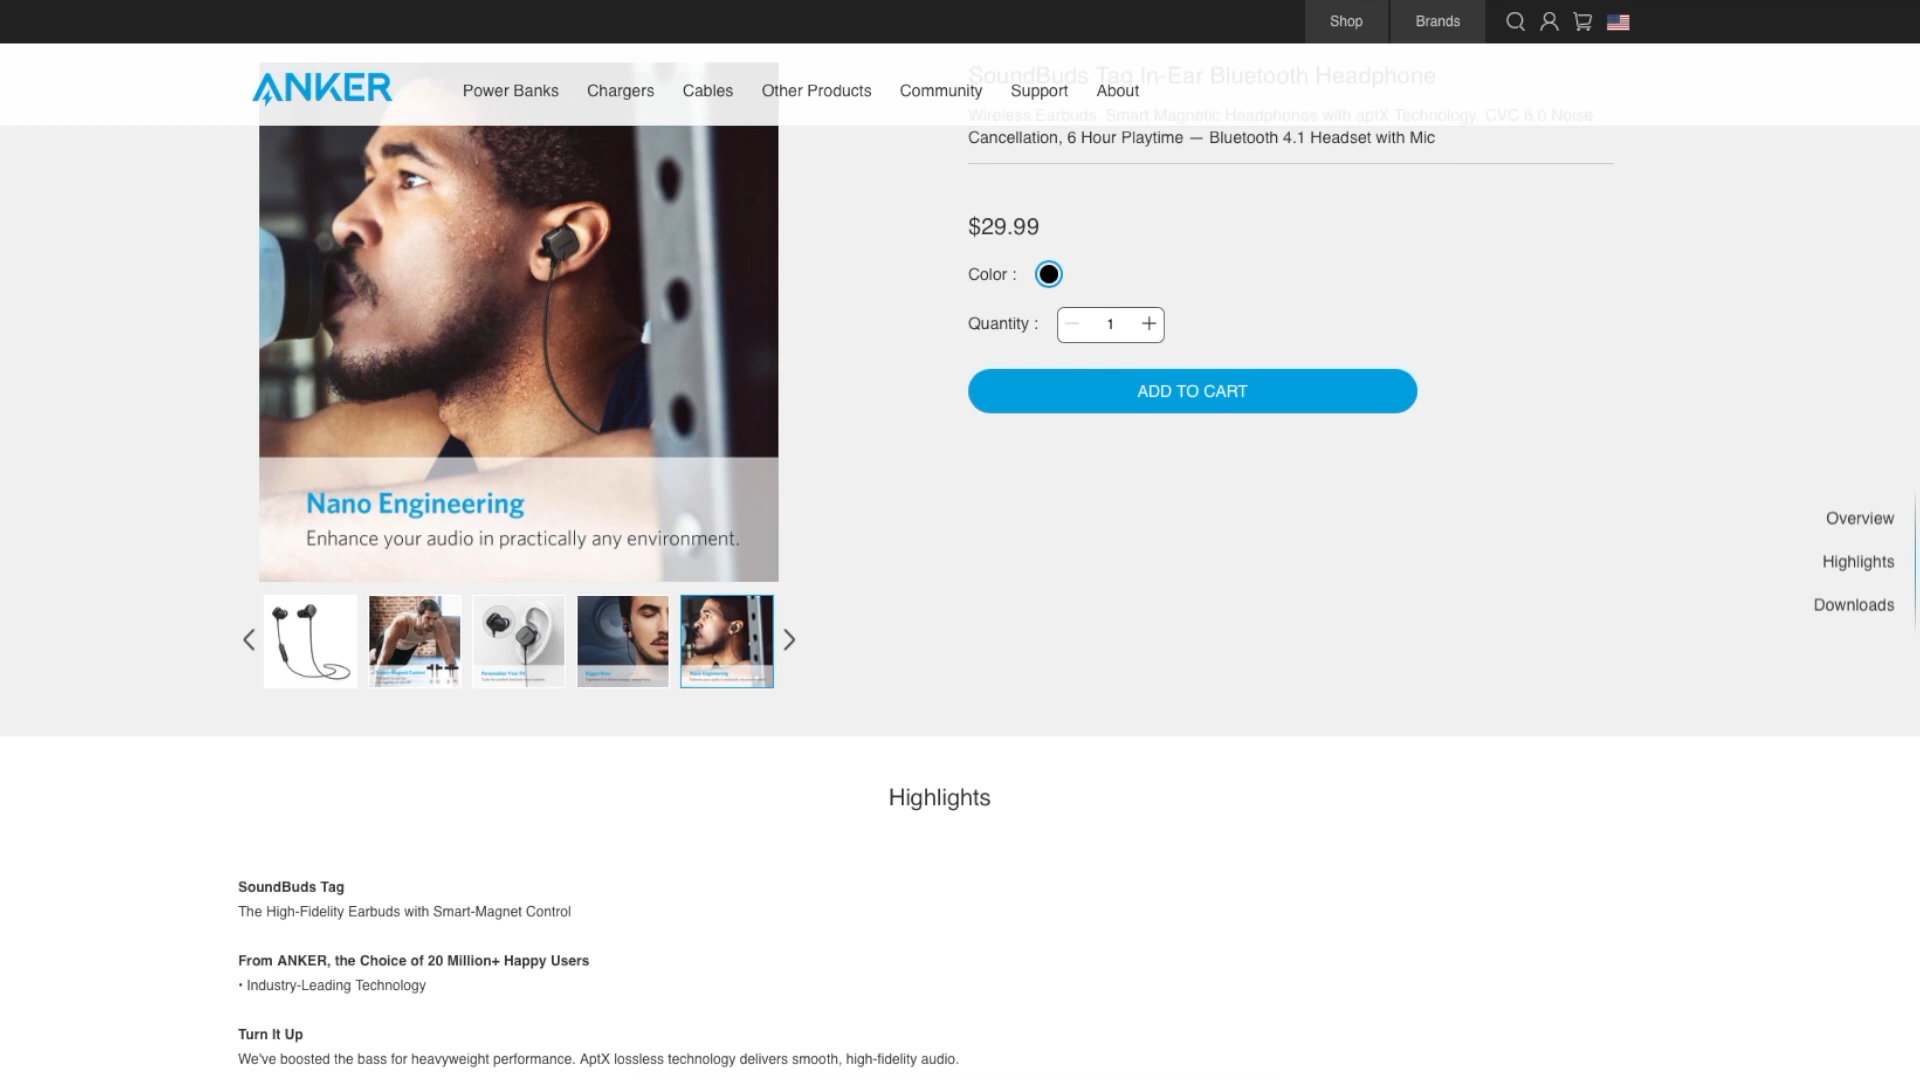 Shop Brands
ANKER
Power Banks Chargers Cables Other Products Community Support About
SoundBuds Tag In-Ear Bluetooth Headphone
Wireless Earbuds, Smart Magnetic Headphones with aptX Technology, CVC 6.0 Noise
Cancellation, 6 Hour Playtime — Bluetooth 4.1 Headset with Mic
$29.99
Color :
Quantity : 1
ADD TO CART
Nano Engineering
Enhance your audio in practically any environment.
Overview
Highlights
Downloads
Highlights
SoundBuds Tag
The High-Fidelity Earbuds with Smart-Magnet Control
From ANKER, the Choice of 20 Million+ Happy Users
• Industry-Leading Technology
Turn It Up
We've boosted the bass for heavyweight performance. AptX lossless technology delivers smooth, high-fidelity audio.